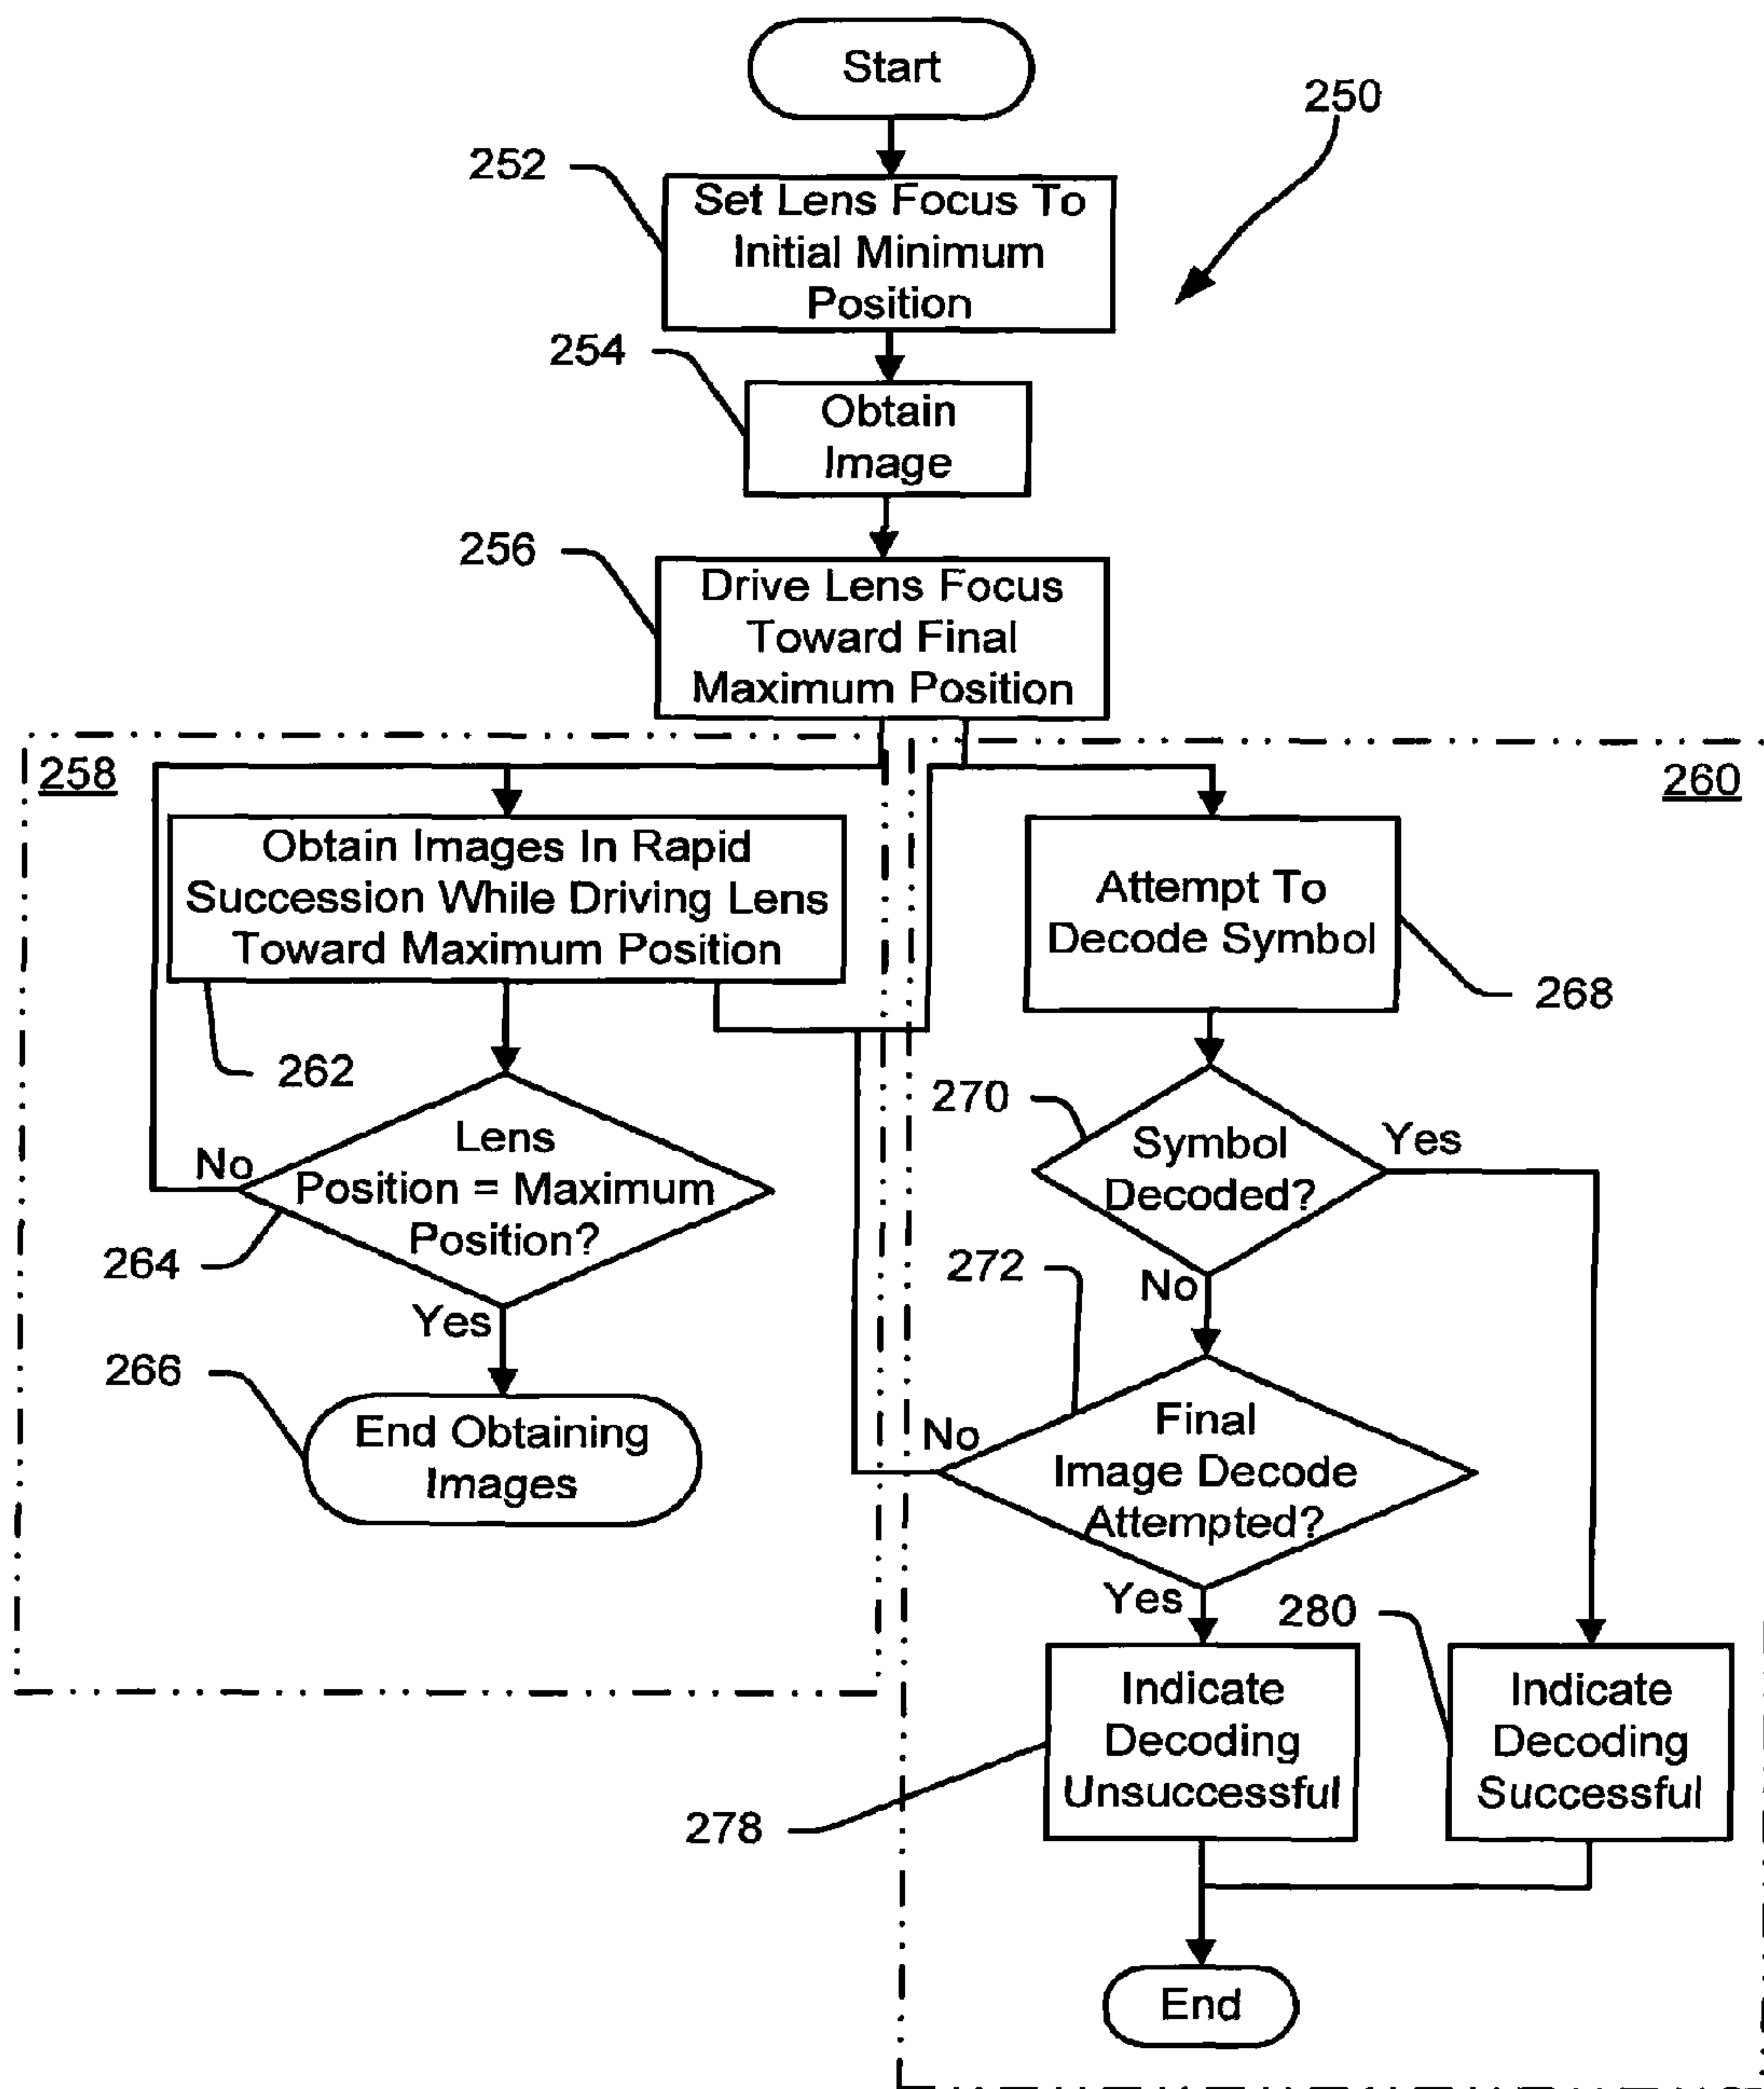 Start
250
252
Set Lens Focus To
Initial Minimum
Position
254
Obtain
Image
256
Drive Lens Focus
Toward Final
Maximum Position
258
260
Obtain Images In Rapid
Succession While Driving Lens
Toward Maximum Position
262
Attempt To
Decode Symbol
268
Lens
Position = Maximum
Position?
No
264
Yes
266
End Obtaining
Images
270
Symbol
Decoded?
Yes
No
272
Final
Image Decode
Attempted?
No
Yes
280
Indicate
Decoding
Unsuccessful
278
Indicate
Decoding
Successful
End